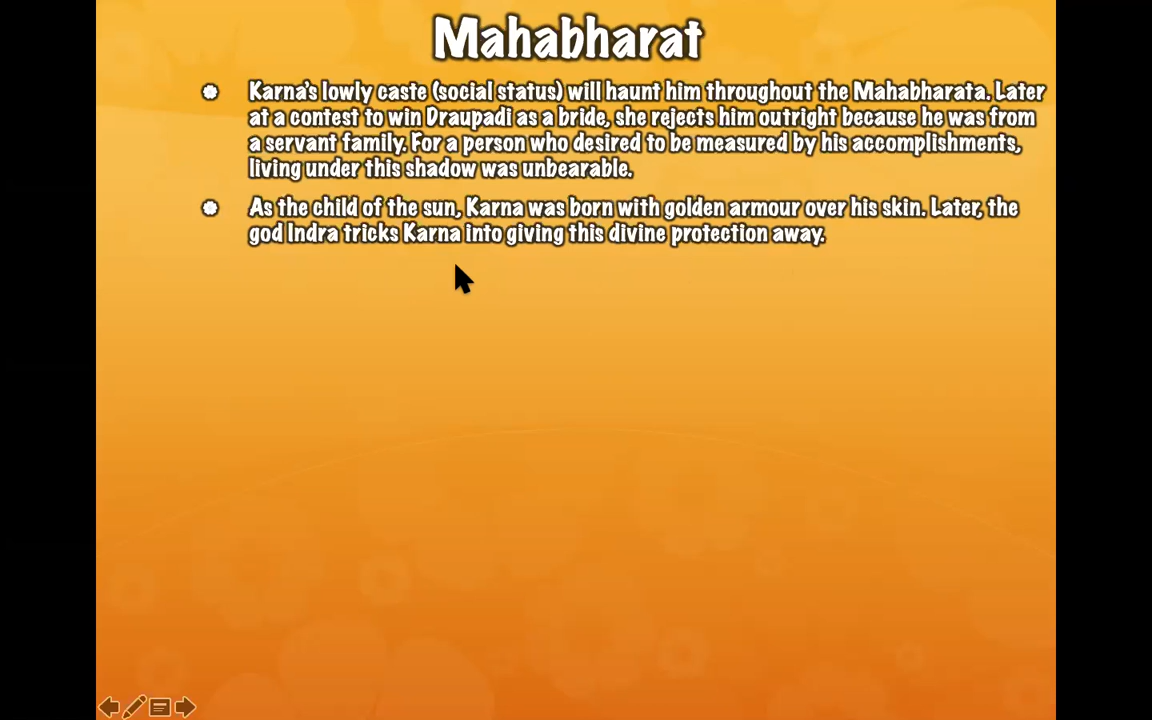 Mahabharat
Karna's lowly caste (social status) will haunt him throughout the Mahabharata. Later
at a contest to win Draupadi as a bride, she rejects him outright because he was from
a servant family. For a person who desired to be measured by his accomplishments,
living under this shadow was unbearable.
As the child of the sun, Karna was born with golden armour over his skin. Later, the
god Indra tricks Karna into giving this divine protection away.